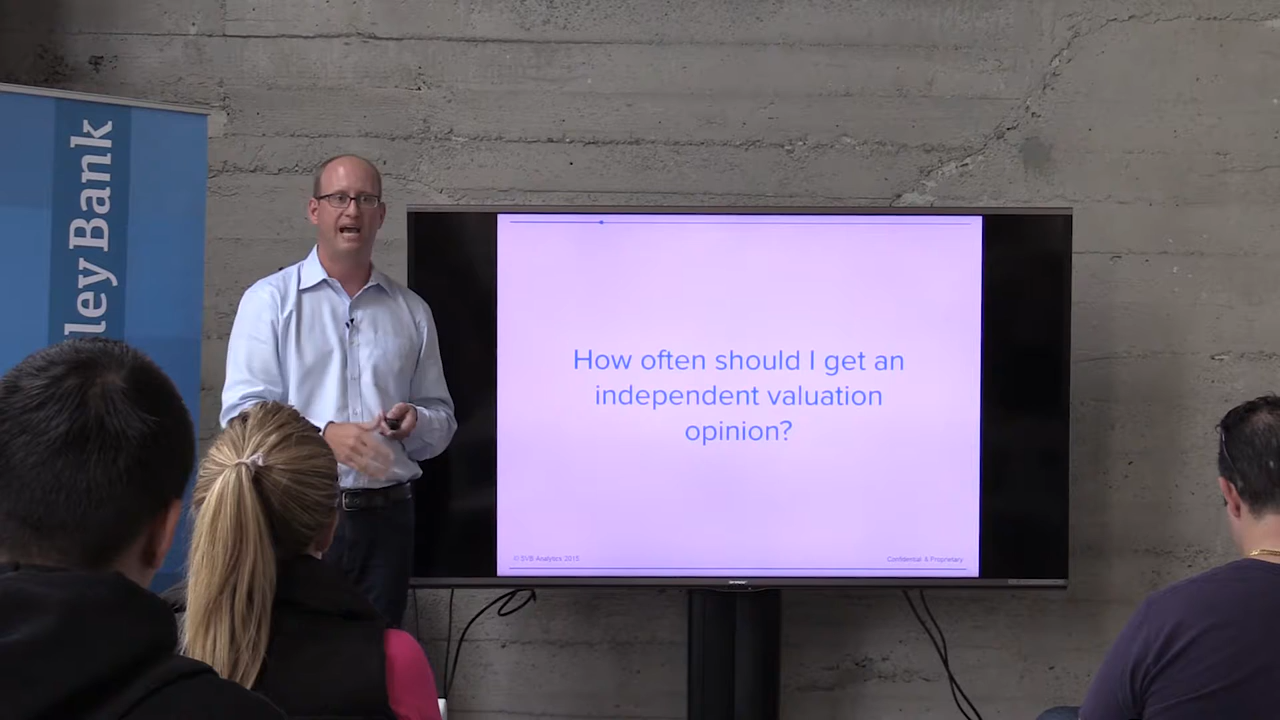 ley Bank
How often should I get an
independent valuation
opinion?
© SVB Analytics 2015
Confidential & Proprietary